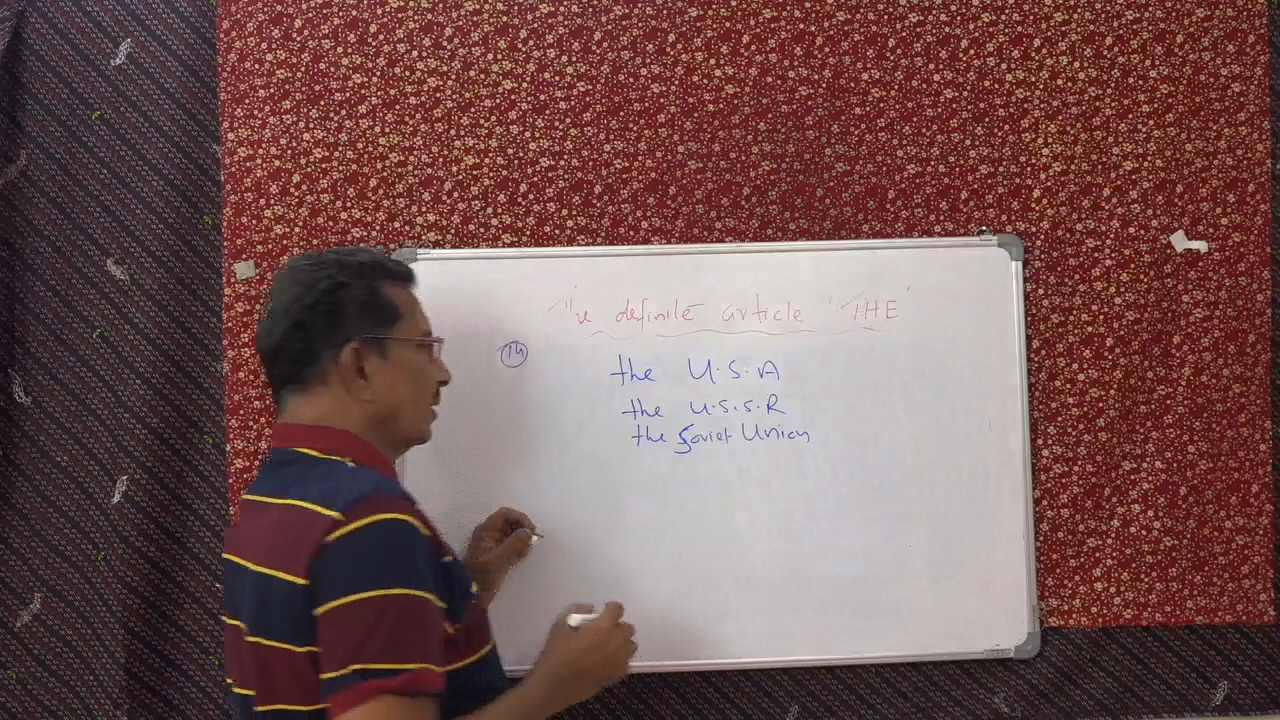 definite article 'THE'
14
the U.S.A
the U.S.S.R
the Soviet Union